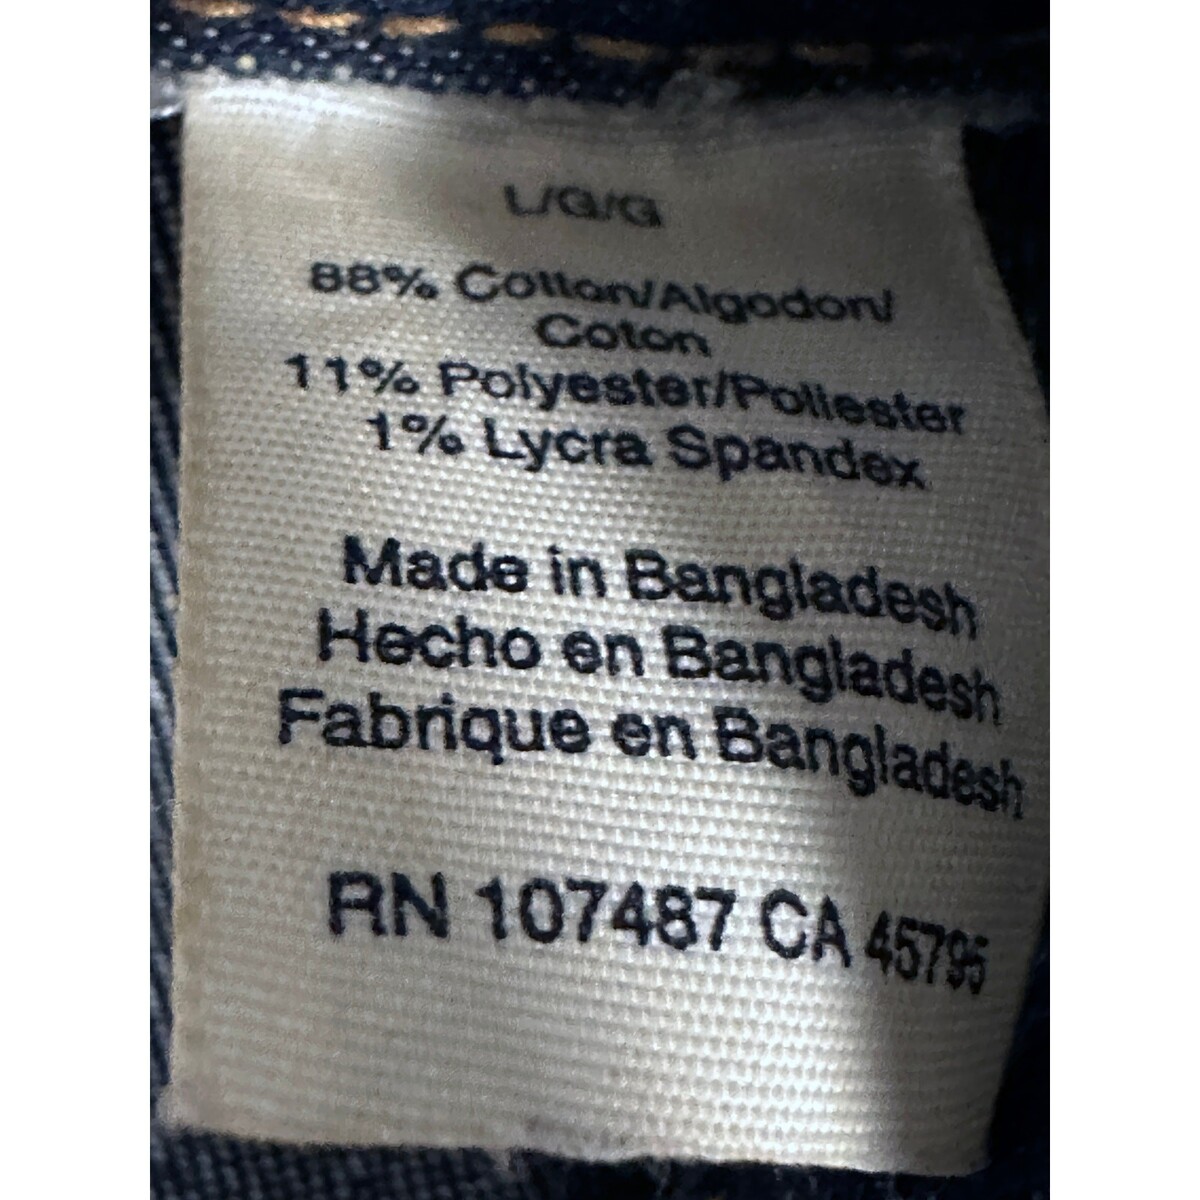 L/G/G
88% Cotton/Algodon/
Coton
11% Polyester/Poliester
1% Lycra Spandex
Made in Bangladesh
Hecho en Bangladesh
Fabrique en Bangladesh
RN 107487 CA 45795